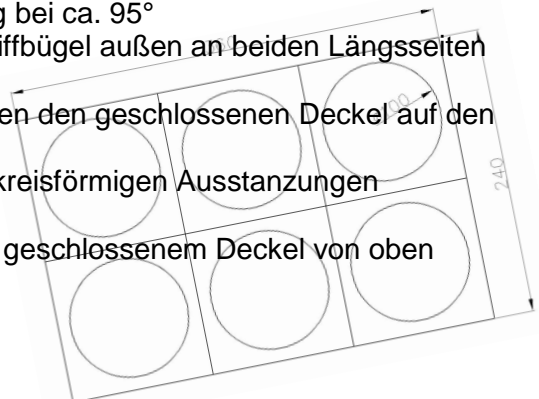 g bei ca. 95°
iffbügel außen an beiden Längsseiten
en den geschlossenen Deckel auf den
100
240
kreisförmigen Ausstanzungen
geschlossenem Deckel von oben